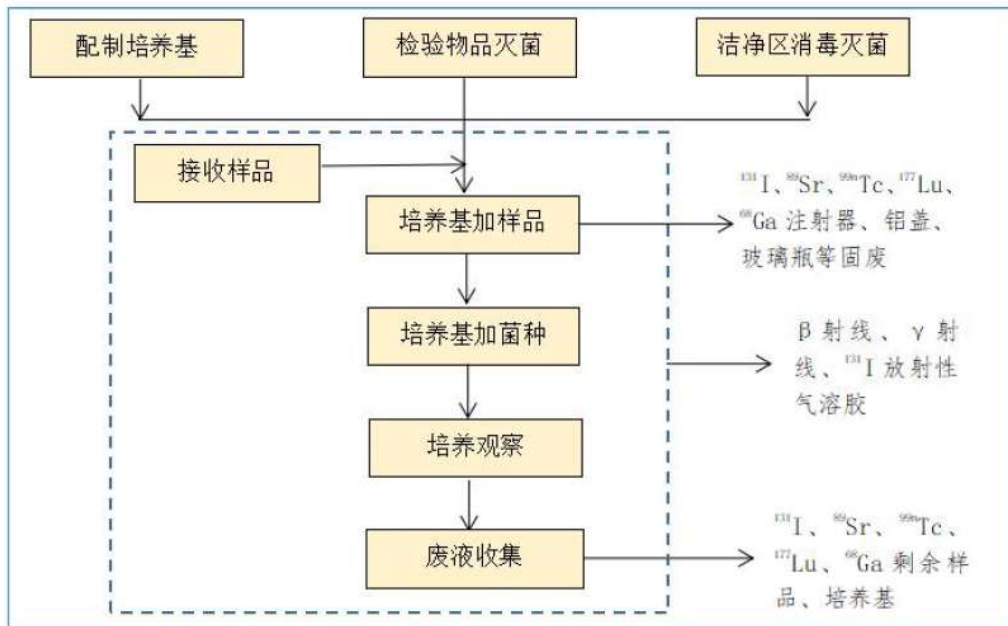 配制培养基
检验物品灭菌
洁净区消毒灭菌
接收样品
培养基加样品
¹³¹I、⁸⁹Sr、⁹⁹ᵐTc、¹⁷⁷Lu、
⁶⁸Ga 注射器、铝盖、
玻璃瓶等固废
培养基加菌种
β射线、γ射
线、¹³¹I 放射性
气溶胶
培养观察
废液收集
¹³¹I、⁸⁹Sr、⁹⁹ᵐTc、
¹⁷⁷Lu、⁶⁸Ga 剩余样
品、培养基